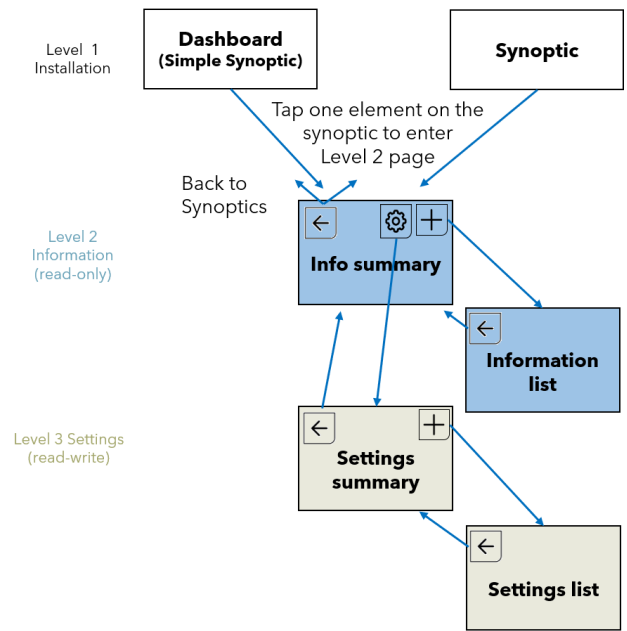 Level 1
Installation
Dashboard
(Simple Synoptic)
Synoptic
Tap one element on the
synoptic to enter
Level 2 page
Back to
Synoptics
Level 2
Information
(read-only)
Info summary
Information
list
Level 3 Settings
(read-write)
Settings
summary
Settings list